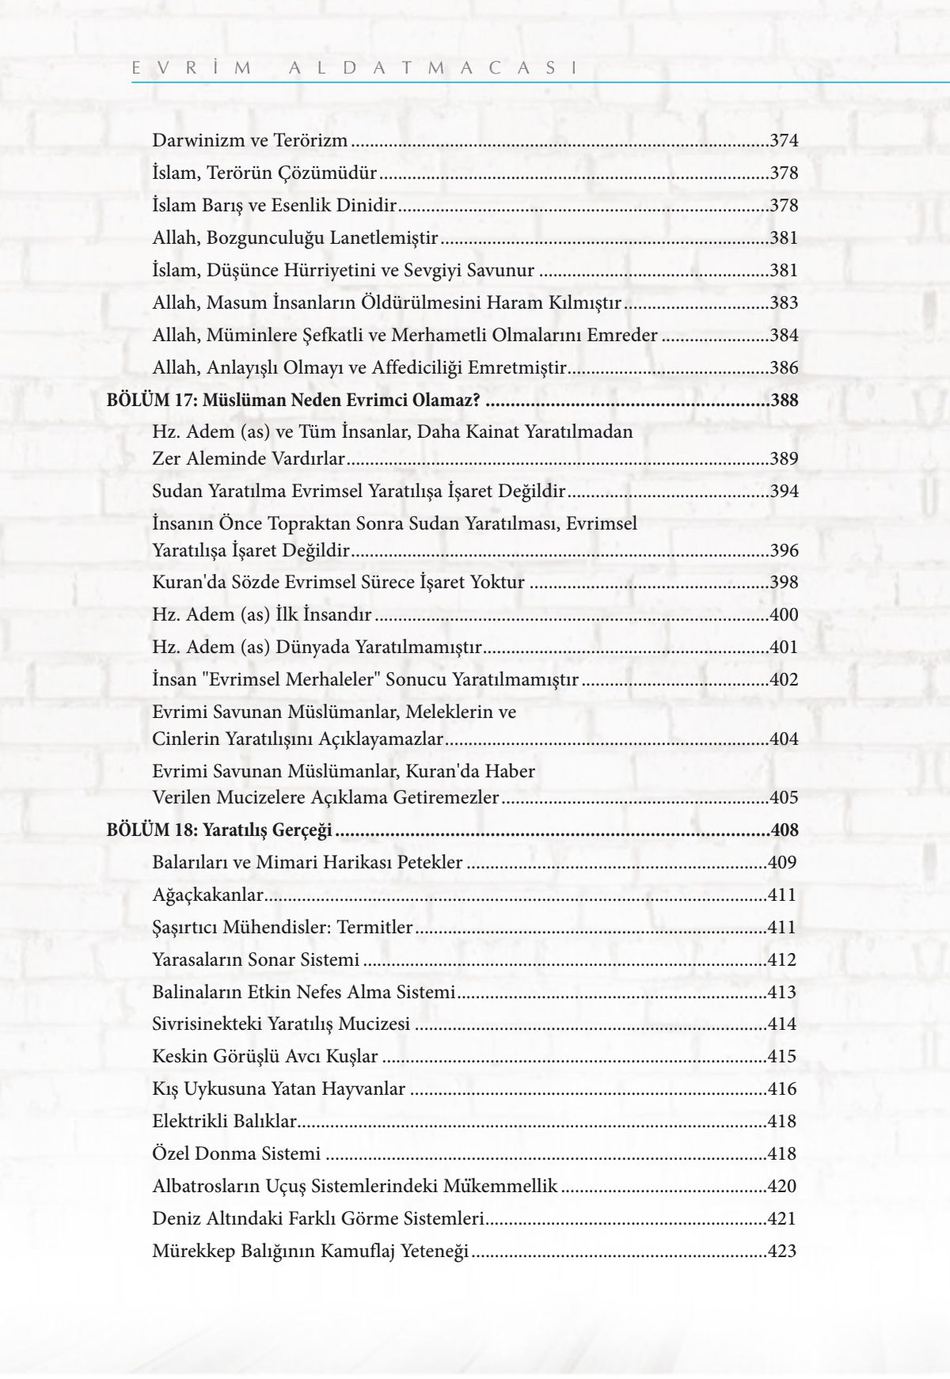 EVRİM ALDATMACASI
Darwinizm ve Terörizm....................374
İslam, Terörün Çözümüdür....................378
İslam Barış ve Esenlik Dinidir....................378
Allah, Bozgunculuğu Lanetlemiştir....................381
İslam, Düşünce Hürriyetini ve Sevgiyi Savunur ....................381
Allah, Masum İnsanların Öldürülmesini Haram Kılmıştır....................383
Allah, Müminlere Şefkatli ve Merhametli Olmalarını Emreder ....................384
Allah, Anlayışlı Olmayı ve Affediciliği Emretmiştir....................386
BÖLÜM 17: Müslüman Neden Evrimci Olamaz? ....................388
Hz. Adem (as) ve Tüm İnsanlar, Daha Kainat Yaratılmadan
Zer Aleminde Vardırlar....................389
Sudan Yaratılma Evrimsel Yaratılışa İşaret Değildir....................394
İnsanın Önce Topraktan Sonra Sudan Yaratılması, Evrimsel
Yaratılışa İşaret Değildir....................396
Kuran'da Sözde Evrimsel Sürece İşaret Yoktur ....................398
Hz. Adem (as) İlk İnsandır ....................400
Hz. Adem (as) Dünyada Yaratılmamıştır....................401
İnsan "Evrimsel Merhaleler" Sonucu Yaratılmamıştır....................402
Evrimi Savunan Müslümanlar, Meleklerin ve
Cinlerin Yaratılışını Açıklayamazlar....................404
Evrimi Savunan Müslümanlar, Kuran'da Haber
Verilen Mucizelere Açıklama Getiremezler....................405
BÖLÜM 18: Yaratılış Gerçeği....................408
Balarıları ve Mimari Harikası Petekler ....................409
Ağaçkakanlar....................411
Şaşırtıcı Mühendisler: Termitler....................411
Yarasaların Sonar Sistemi ....................412
Balinaların Etkin Nefes Alma Sistemi....................413
Sivrisinekteki Yaratılış Mucizesi ....................414
Keskin Görüşlü Avcı Kuşlar ....................415
Kış Uykusuna Yatan Hayvanlar ....................416
Elektrikli Balıklar....................418
Özel Donma Sistemi ....................418
Albatrosların Uçuş Sistemlerindeki Mükemmellik....................420
Deniz Altındaki Farklı Görme Sistemleri....................421
Mürekkep Balığının Kamuflaj Yeteneği....................423